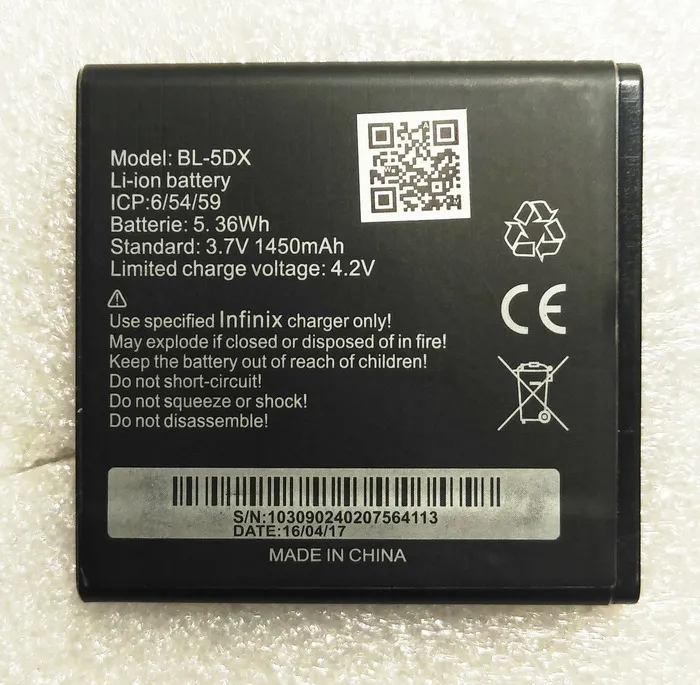 Model: BL-5DX
Li-ion battery
ICP:6/54/59
Batterie: 5. 36Wh
Standard: 3.7V 1450mAh
Limited charge voltage: 4.2V
Use specified Infinix charger only!
May explode if closed or disposed of in fire!
Keep the battery out of reach of children!
Do not short-circuit!
Do not squeeze or shock!
Do not disassemble!
CE
S/N:103090240207564113
DATE:16/04/17
MADE IN CHINA